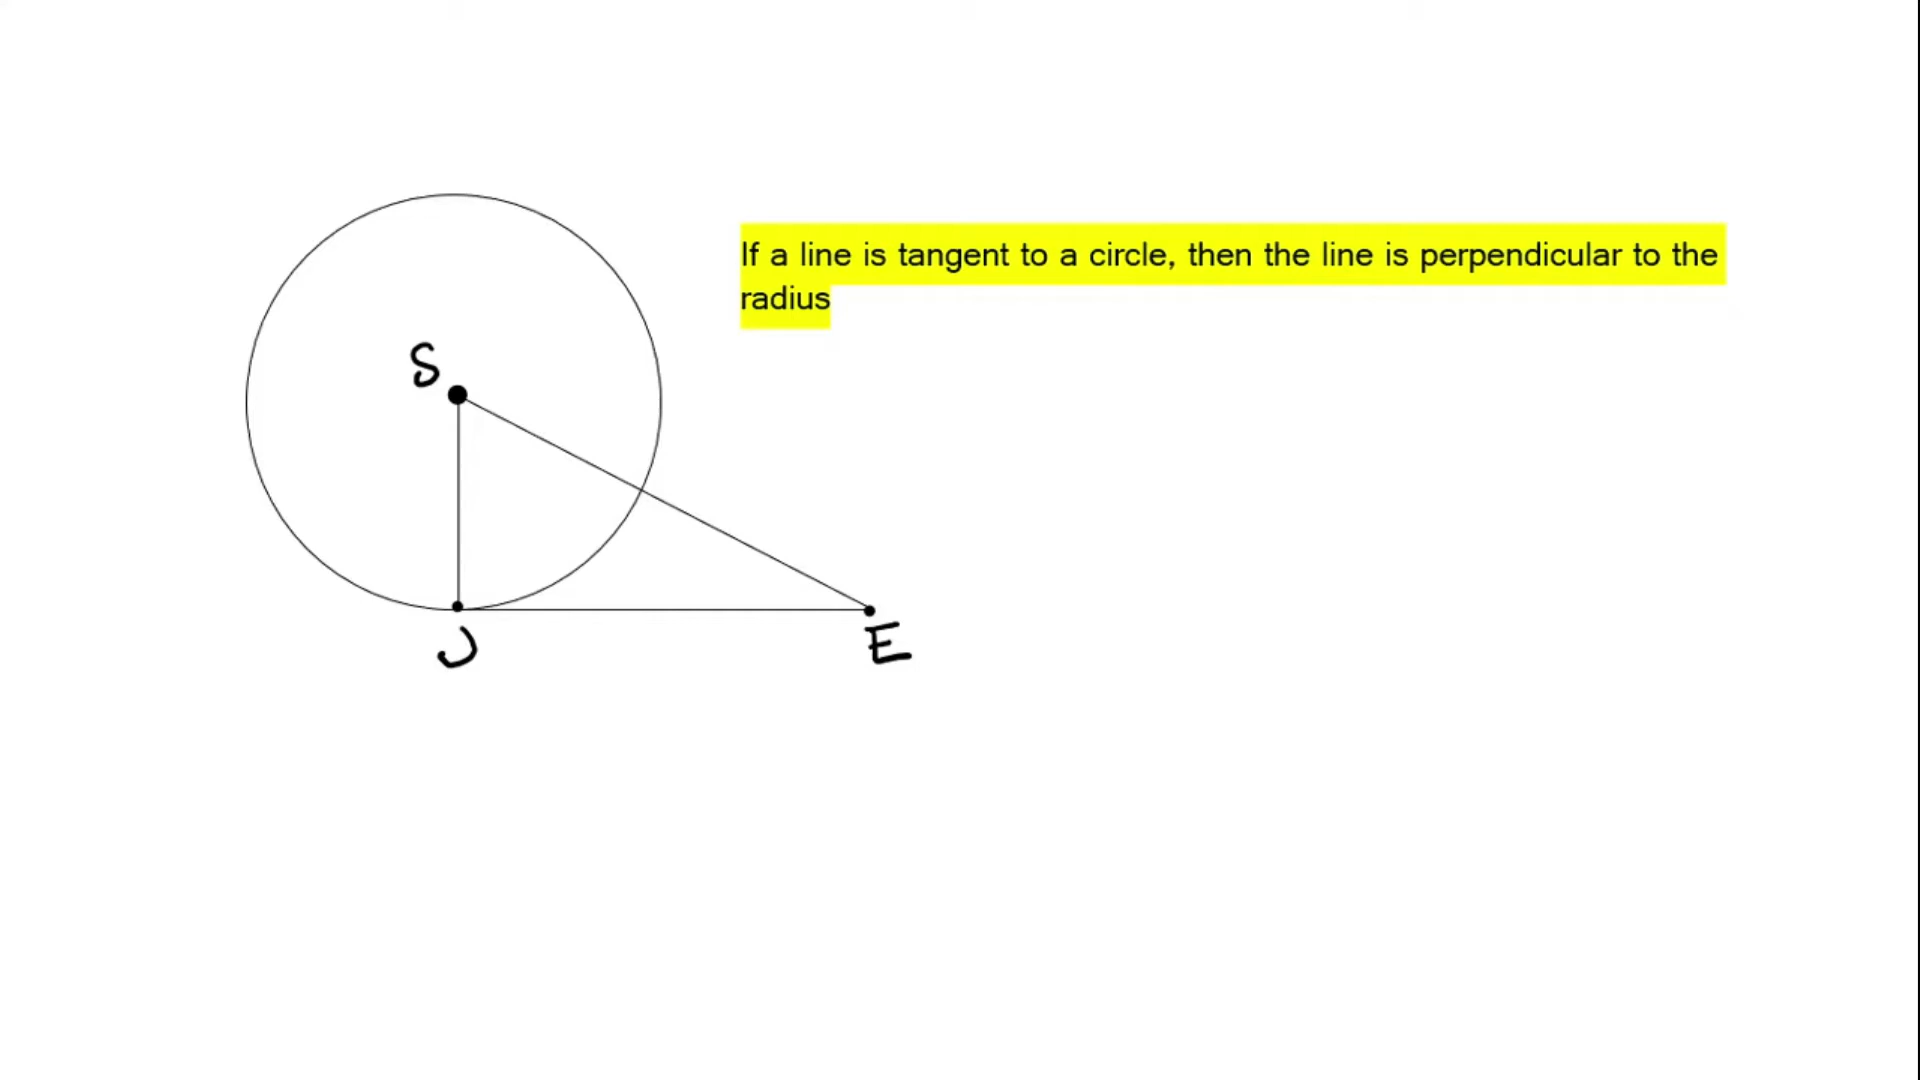 If a line is tangent to a circle, then the line is perpendicular to the
radius
S
J
E